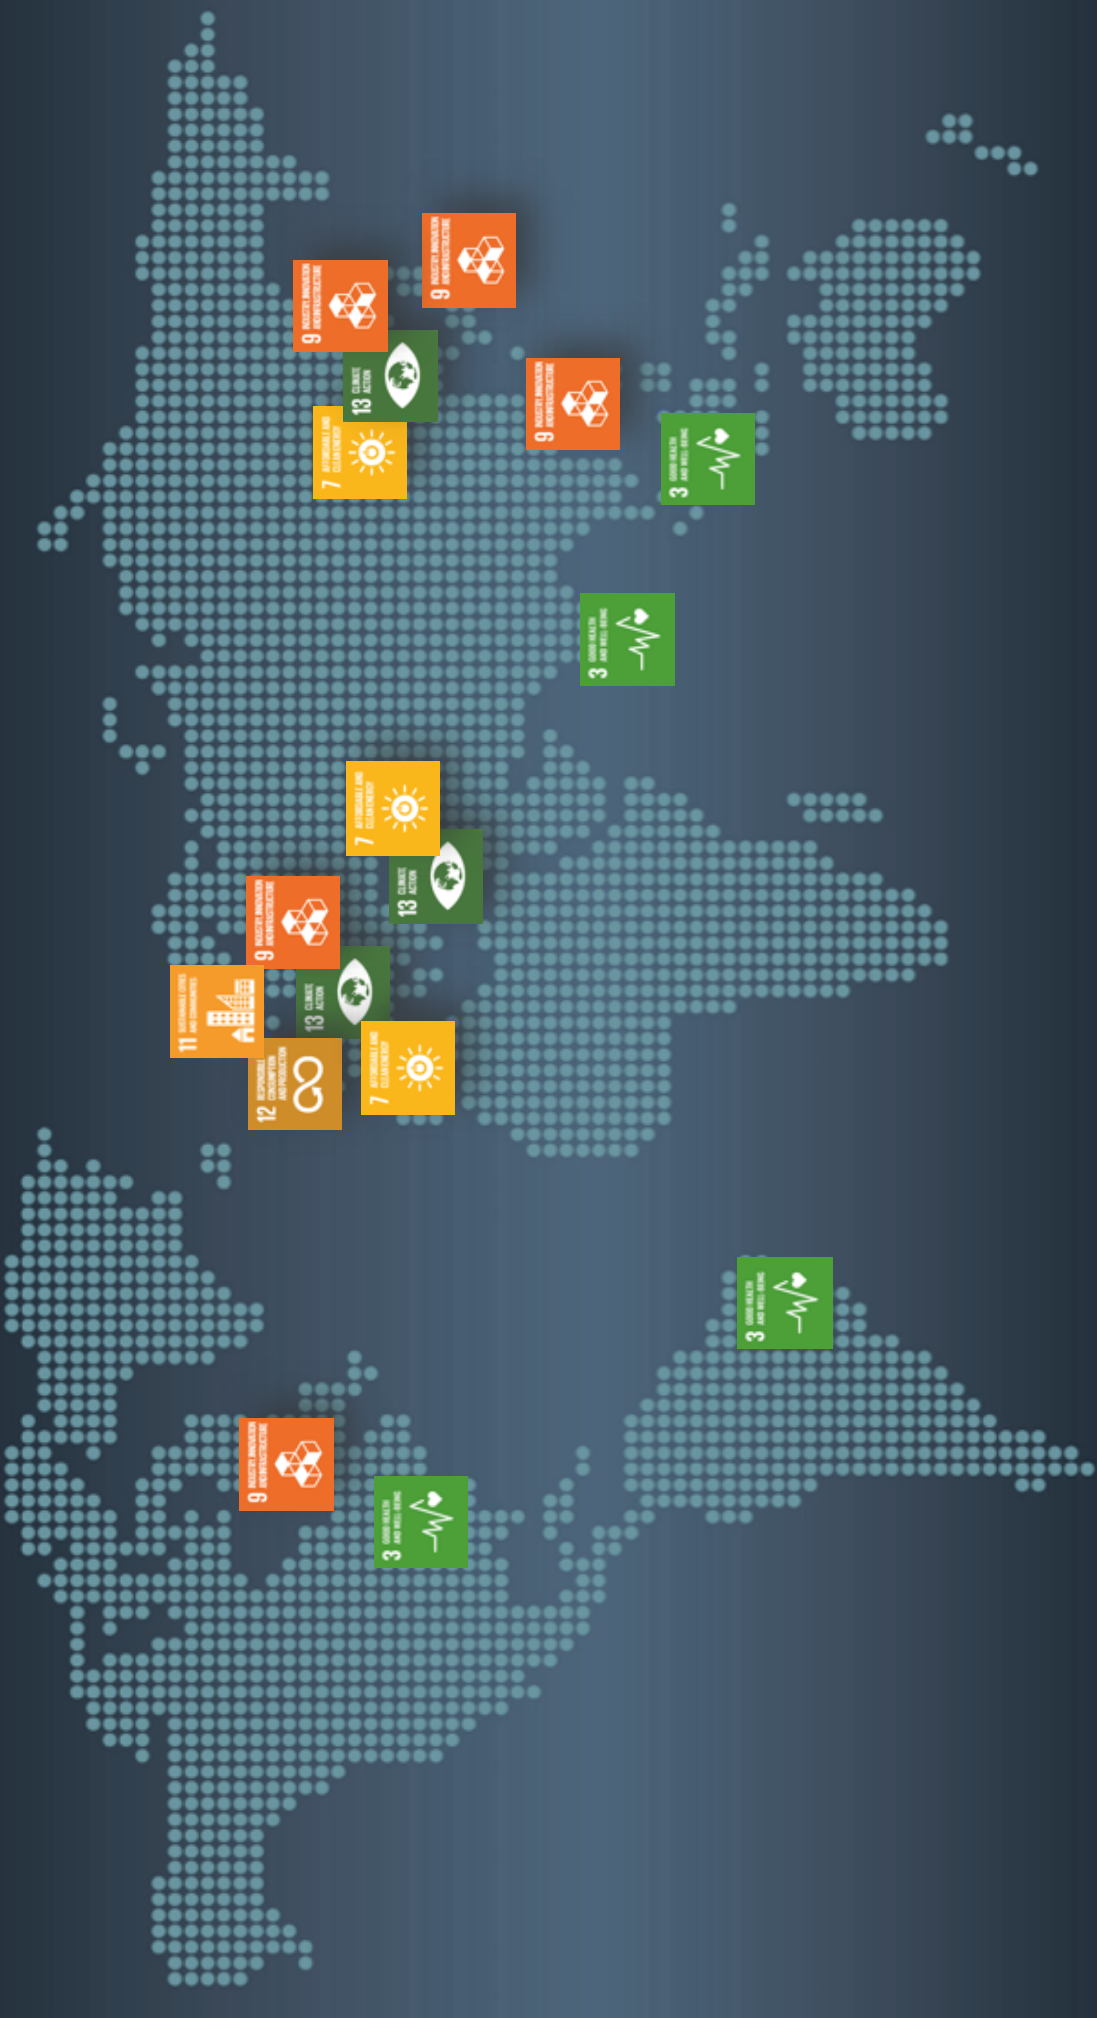 11 SUSTAINABLE CITIES
AND COMMUNITIES
9 INDUSTRY, INNOVATION
AND INFRASTRUCTURE
9 INDUSTRY, INNOVATION
AND INFRASTRUCTURE
12 RESPONSIBLE
CONSUMPTION
AND PRODUCTION
9 INDUSTRY, INNOVATION
AND INFRASTRUCTURE
13 CLIMATE
ACTION
7 AFFORDABLE AND
CLEAN ENERGY
13 CLIMATE
ACTION
7 AFFORDABLE AND
CLEAN ENERGY
7 AFFORDABLE AND
CLEAN ENERGY
3 GOOD HEALTH
AND WELL-BEING
13 CLIMATE
ACTION
9 INDUSTRY, INNOVATION
AND INFRASTRUCTURE
9 INDUSTRY, INNOVATION
AND INFRASTRUCTURE
3 GOOD HEALTH
AND WELL-BEING
3 GOOD HEALTH
AND WELL-BEING
3 GOOD HEALTH
AND WELL-BEING